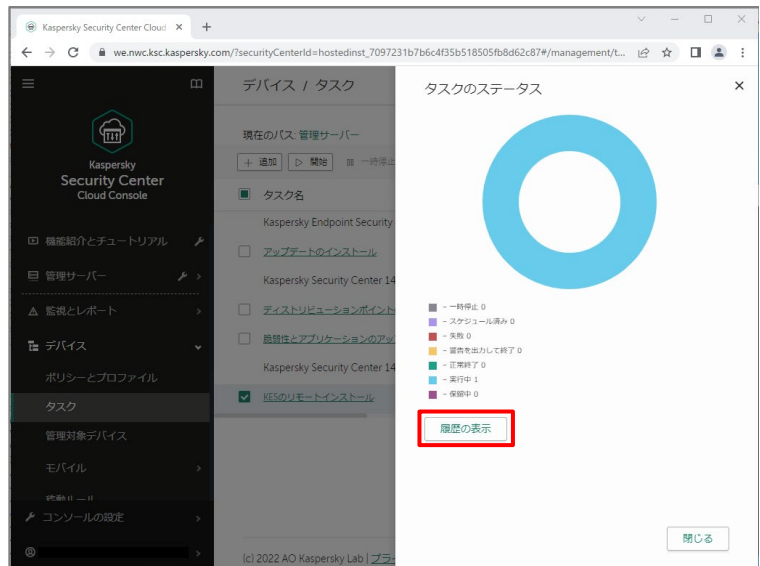 Kaspersky Security Center Cloud
we.nwc.ksc.kaspersky.com/?securityCenterId=hostedinst_7097231b7b6c4f35b518505fb8d62c87#/management/t...
Kaspersky
Security Center
Cloud Console
機能紹介とチュートリアル
管理サーバー
監視とレポート
デバイス
ポリシーとプロファイル
タスク
管理対象デバイス
モバイル
移動ルール
コンソールの設定
デバイス / タスク
現在のパス: 管理サーバー
+ 追加 ▷ 開始 一時停止
タスク名
Kaspersky Endpoint Security
アップデートのインストール
Kaspersky Security Center 14
ディストリビューションポイント
脆弱性とアプリケーションのアッ
Kaspersky Security Center 14
KESのリモートインストール
(c) 2022 AO Kaspersky Lab | プラ
タスクのステータス
- 一時停止 0
- スケジュール済み 0
- 失敗 0
- 警告を出力して終了 0
- 正常終了 0
- 実行中 1
- 保留中 0
履歴の表示
閉じる